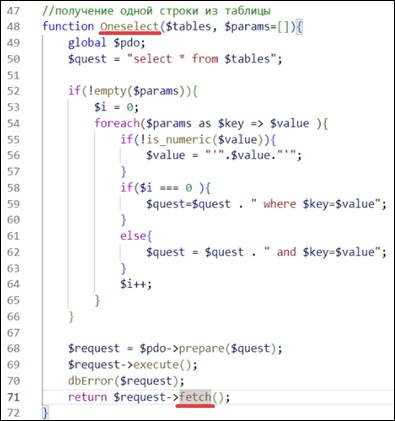 47 //получение одной строки из таблицы
48 function Oneselect($tables, $params=[]){
49 global $pdo;
50 $quest = "select * from $tables";
51
52 if(!empty($params)){
53 $i = 0;
54 foreach($params as $key => $value ){
55 if(!is_numeric($value)){
56 $value = "'".$value."'";
57 }
58 if($i === 0 ){
59 $quest=$quest . " where $key=$value";
60 }
61 else{
62 $quest = $quest . " and $key=$value";
63 }
64 $i++;
65 }
66 }
67
68 $request = $pdo->prepare($quest);
69 $request->execute();
70 dbError($request);
71 return $request->fetch();
72 }